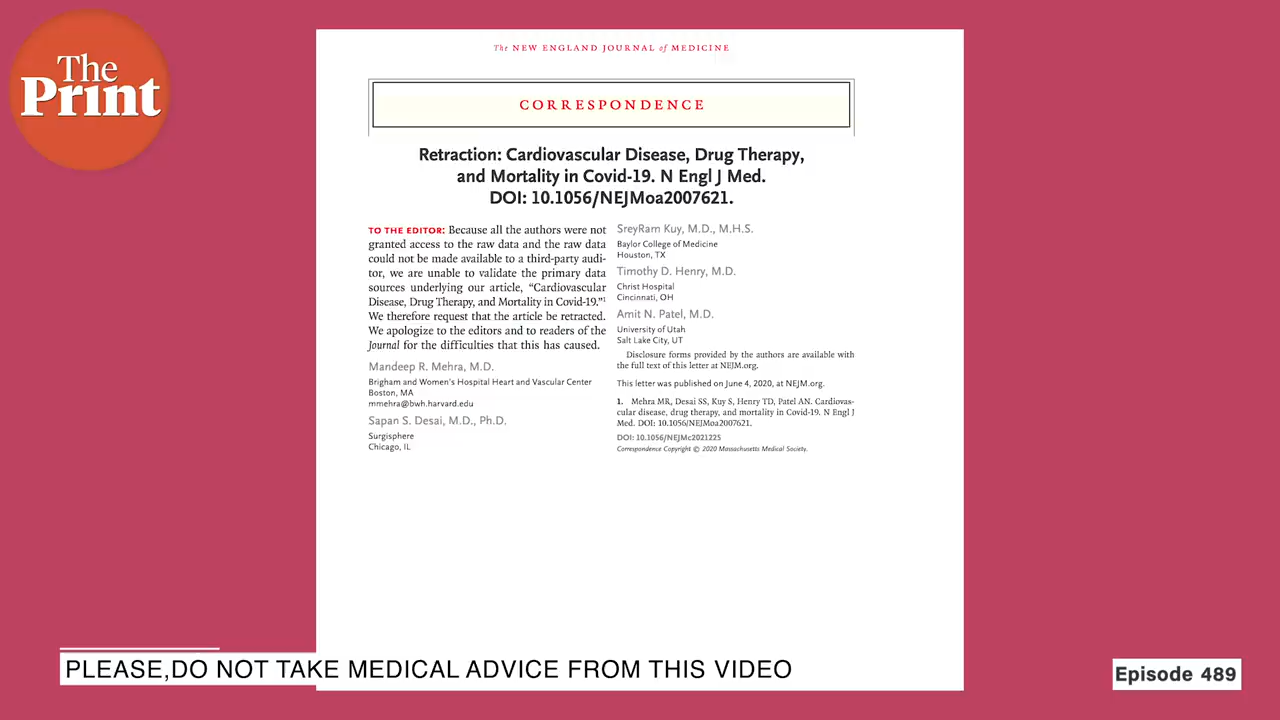 The
Print
The NEW ENGLAND JOURNAL of MEDICINE
CORRESPONDENCE
Retraction: Cardiovascular Disease, Drug Therapy,
and Mortality in Covid-19. N Engl J Med.
DOI: 10.1056/NEJMoa2007621.
TO THE EDITOR: Because all the authors were not
granted access to the raw data and the raw data
could not be made available to a third-party audi-
tor, we are unable to validate the primary data
sources underlying our article, “Cardiovascular
Disease, Drug Therapy, and Mortality in Covid-19.”1
We therefore request that the article be retracted.
We apologize to the editors and to readers of the
Journal for the difficulties that this has caused.
Mandeep R. Mehra, M.D.
Brigham and Women's Hospital Heart and Vascular Center
Boston, MA
mmehra@bwh.harvard.edu
Sapan S. Desai, M.D., Ph.D.
Surgisphere
Chicago, IL
SreyRam Kuy, M.D., M.H.S.
Baylor College of Medicine
Houston, TX
Timothy D. Henry, M.D.
Christ Hospital
Cincinnati, OH
Amit N. Patel, M.D.
University of Utah
Salt Lake City, UT
Disclosure forms provided by the authors are available with
the full text of this letter at NEJM.org.
This letter was published on June 4, 2020, at NEJM.org.
1. Mehra MR, Desai SS, Kuy S, Henry TD, Patel AN. Cardiovas-
cular disease, drug therapy, and mortality in Covid-19. N Engl J
Med. DOI: 10.1056/NEJMoa2007621.
DOI: 10.1056/NEJMc2021225
Correspondence Copyright © 2020 Massachusetts Medical Society.
PLEASE,DO NOT TAKE MEDICAL ADVICE FROM THIS VIDEO
Episode 489